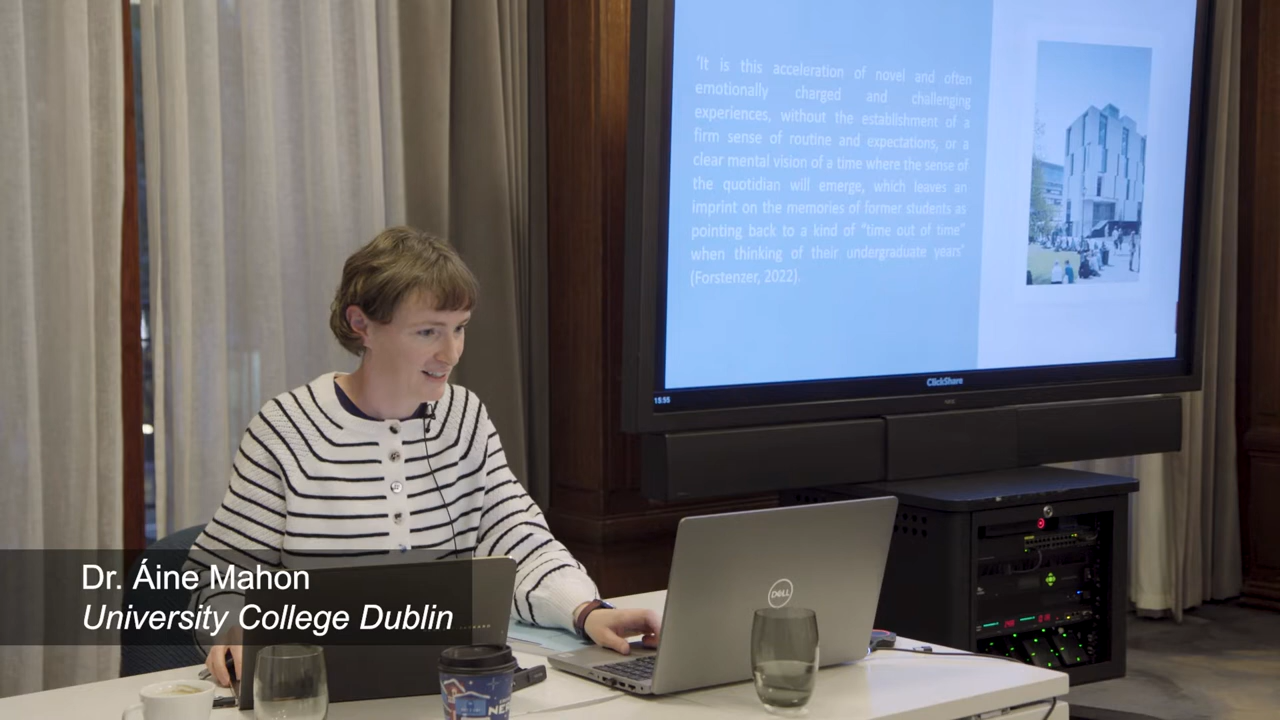 'It is this acceleration of novel and often
emotionally charged and challenging
experiences, without the establishment of a
firm sense of routine and expectations, or a
clear mental vision of a time where the sense of
the quotidian will emerge, which leaves an
imprint on the memories of former students as
pointing back to a kind of "time out of time"
when thinking of their undergraduate years'
(Forstenzer, 2022).
15:55
ClickShare
NEC
Dr. Áine Mahon
University College Dublin
DELL